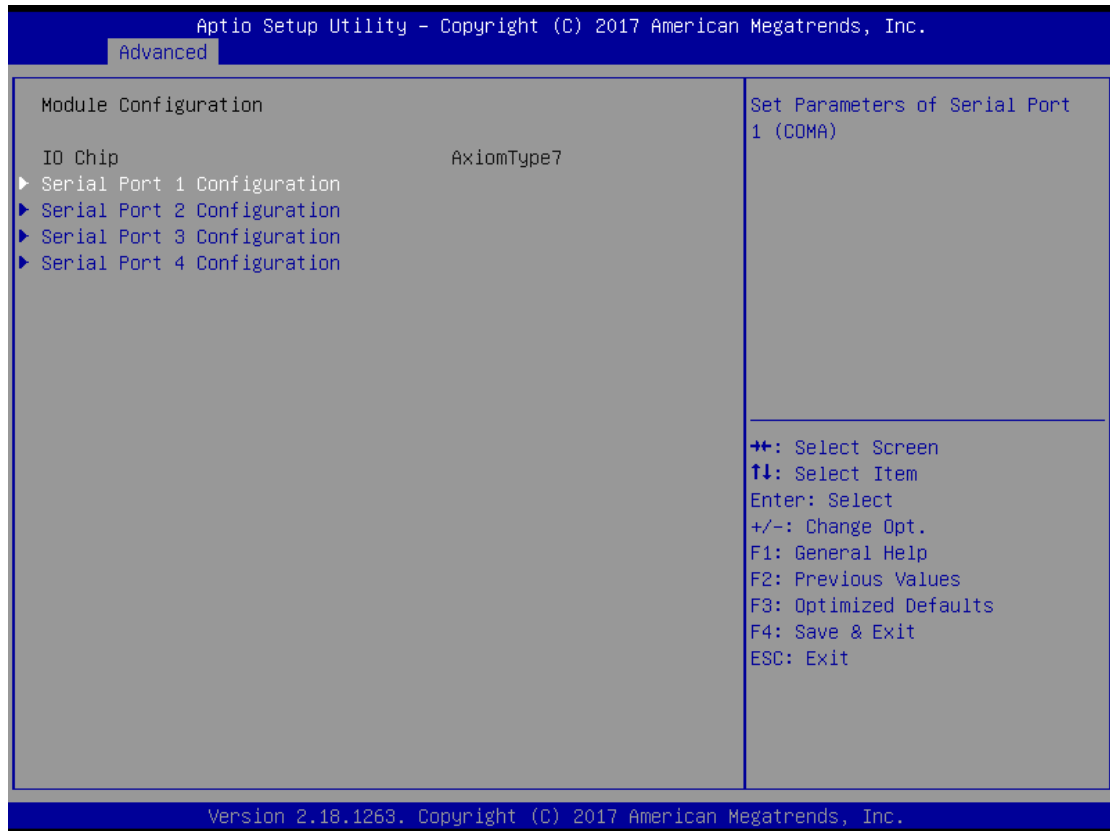 Aptio Setup Utility – Copyright (C) 2017 American Megatrends, Inc.
Advanced
Module Configuration
IO Chip AxiomType7
▶ Serial Port 1 Configuration
▶ Serial Port 2 Configuration
▶ Serial Port 3 Configuration
▶ Serial Port 4 Configuration
Set Parameters of Serial Port
1 (COMA)
→←: Select Screen
↑↓: Select Item
Enter: Select
+/-: Change Opt.
F1: General Help
F2: Previous Values
F3: Optimized Defaults
F4: Save & Exit
ESC: Exit
Version 2.18.1263. Copyright (C) 2017 American Megatrends, Inc.